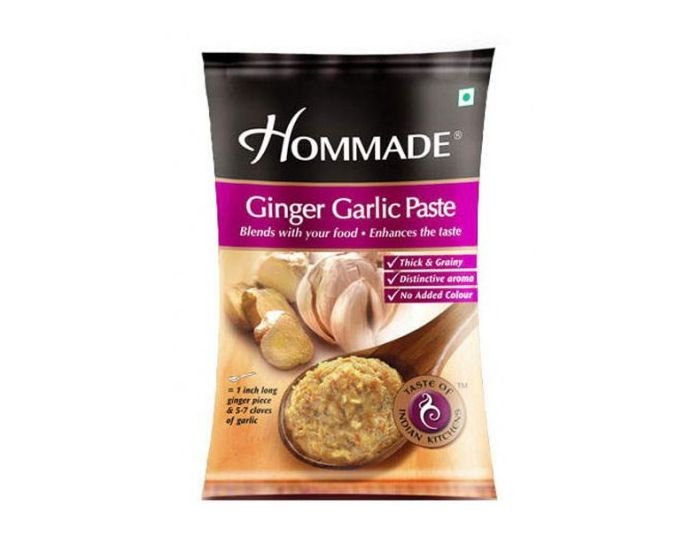 HOMMADE®
Ginger Garlic Paste
Blends with your food • Enhances the taste
✓ Thick & Grainy
✓ Distinctive aroma
✓ No Added Colour
= 1 inch long
ginger piece
& 5-7 cloves
of garlic
TASTE OF
INDIAN KITCHENS
TM